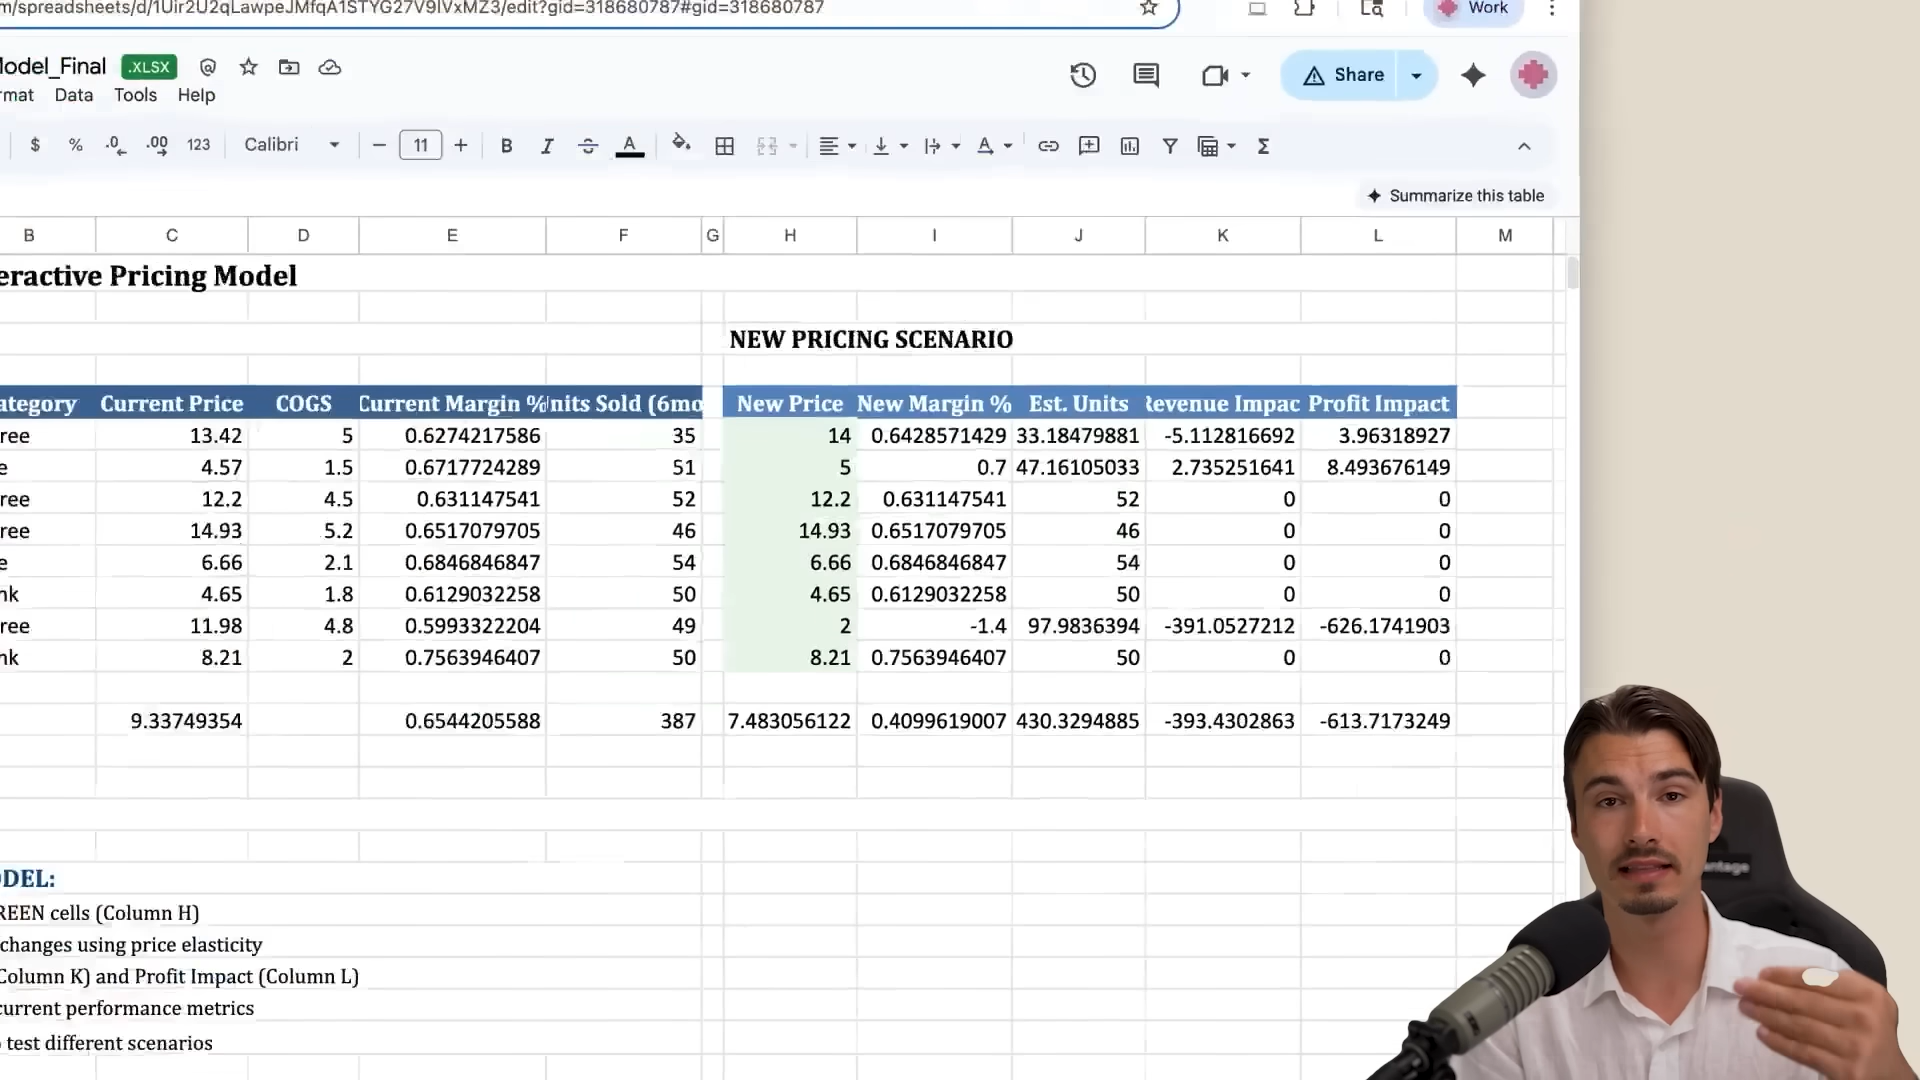 m/spreadsheets/d/1Uir2U2qLawpeJMfqA1STYG27V9IVxMZ3/edit?gid=318680787#gid=318680787
Work
Model_Final .XLSX
rmat Data Tools Help
Share
$ % .0 .00 123 Calibri 11 B I A
Summarize this table
B C D E F G H I J K L M
eractive Pricing Model
NEW PRICING SCENARIO
ategory Current Price COGS Current Margin % Units Sold (6mo New Price New Margin % Est. Units Revenue Impac Profit Impact
ree 13.42 5 0.6274217586 35 14 0.6428571429 33.18479881 -5.112816692 3.96318927
e 4.57 1.5 0.6717724289 51 5 0.7 47.16105033 2.735251641 8.493676149
ree 12.2 4.5 0.631147541 52 12.2 0.631147541 52 0 0
ree 14.93 5.2 0.6517079705 46 14.93 0.6517079705 46 0 0
e 6.66 2.1 0.6846846847 54 6.66 0.6846846847 54 0 0
nk 4.65 1.8 0.6129032258 50 4.65 0.6129032258 50 0 0
ree 11.98 4.8 0.5993322204 49 2 -1.4 97.9836394 -391.0527212 -626.1741903
nk 8.21 2 0.7563946407 50 8.21 0.7563946407 50 0 0
9.33749354 0.6544205588 387 7.483056122 0.4099619007 430.3294885 -393.4302863 -613.7173249
ODEL:
REEN cells (Column H)
changes using price elasticity
Column K) and Profit Impact (Column L)
current performance metrics
test different scenarios